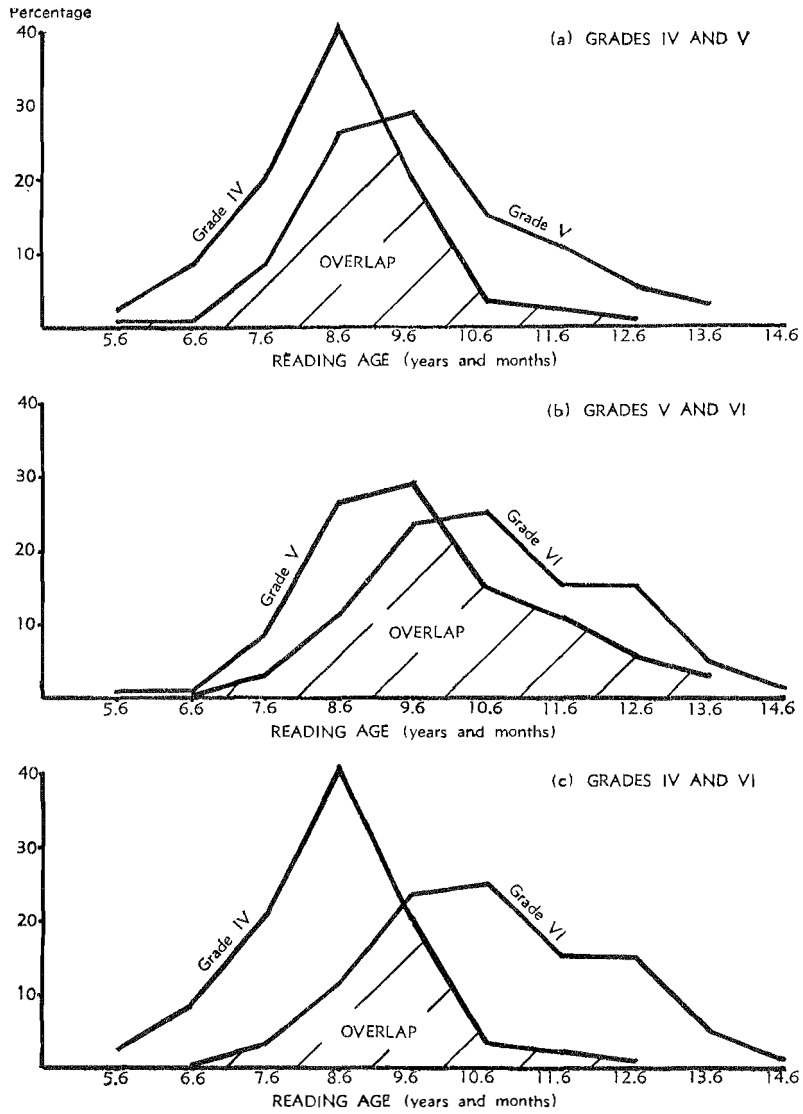 Percentage
(a) GRADES IV AND V
40
30
20
10
Grade IV
Grade V
OVERLAP
5.6 6.6 7.6 8.6 9.6 10.6 11.6 12.6 13.6 14.6
READING AGE (years and months)
(b) GRADES V AND VI
40
30
20
10
Grade V
Grade VI
OVERLAP
5.6 6.6 7.6 8.6 9.6 10.6 11.6 12.6 13.6 14.6
READING AGE (years and months)
(c) GRADES IV AND VI
40
30
20
10
Grade IV
Grade VI
OVERLAP
5.6 6.6 7.6 8.6 9.6 10.6 11.6 12.6 13.6 14.6
READING AGE (years and months)